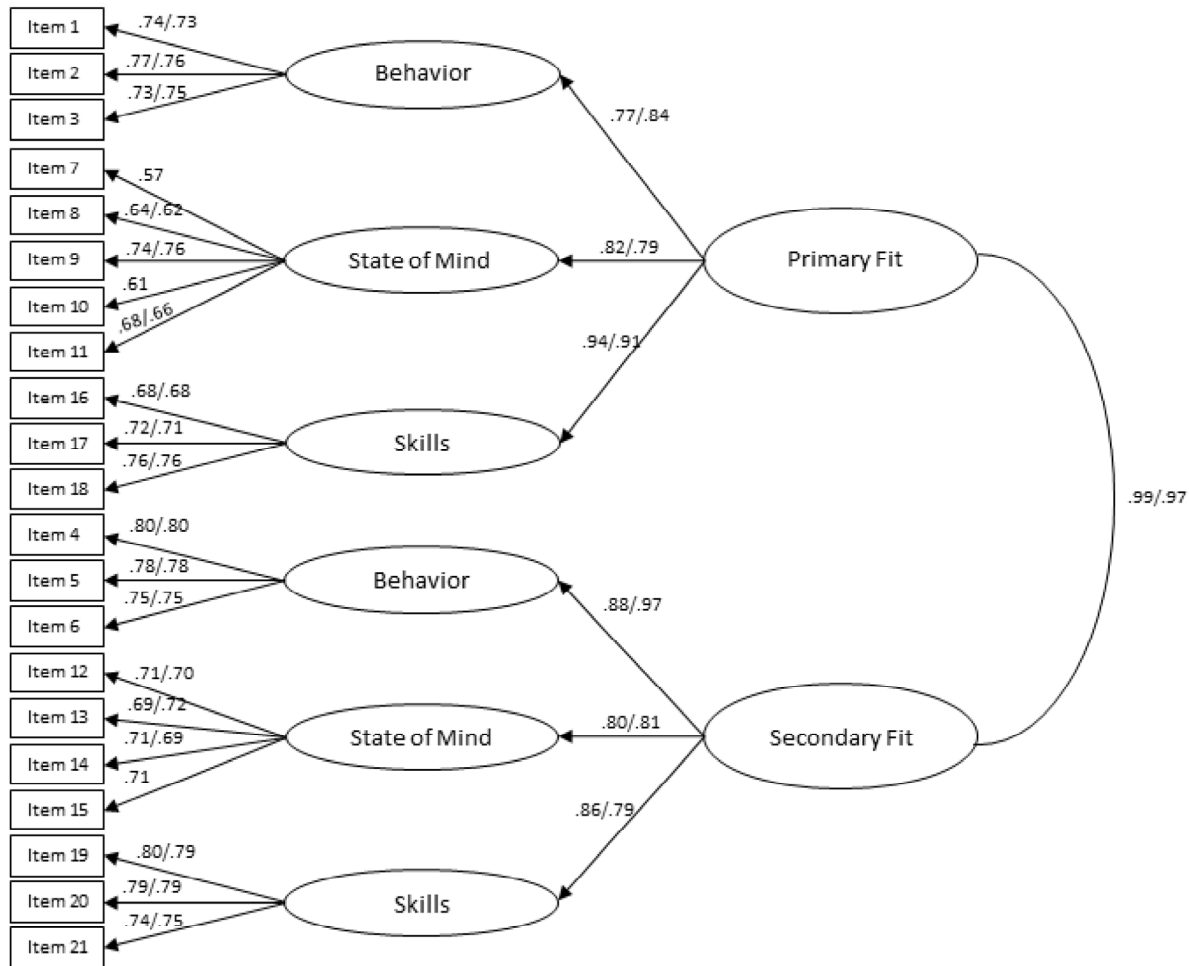 Item 1
.74/.73
Item 2
.77/.76
Item 3
.73/.75
Behavior
.77/.84
Item 7
.57
Item 8
.64/.62
Item 9
.74/.76
Item 10
.61
Item 11
.68/.66
State of Mind
.82/.79
Primary Fit
.94/.91
Item 16
.68/.68
Item 17
.72/.71
Item 18
.76/.76
Skills
.99/.97
Item 4
.80/.80
Item 5
.78/.78
Item 6
.75/.75
Behavior
.88/.97
Item 12
.71/.70
Item 13
.69/.72
Item 14
.71/.69
Item 15
.71
State of Mind
.80/.81
Secondary Fit
.86/.79
Item 19
.80/.79
Item 20
.79/.79
Item 21
.74/.75
Skills